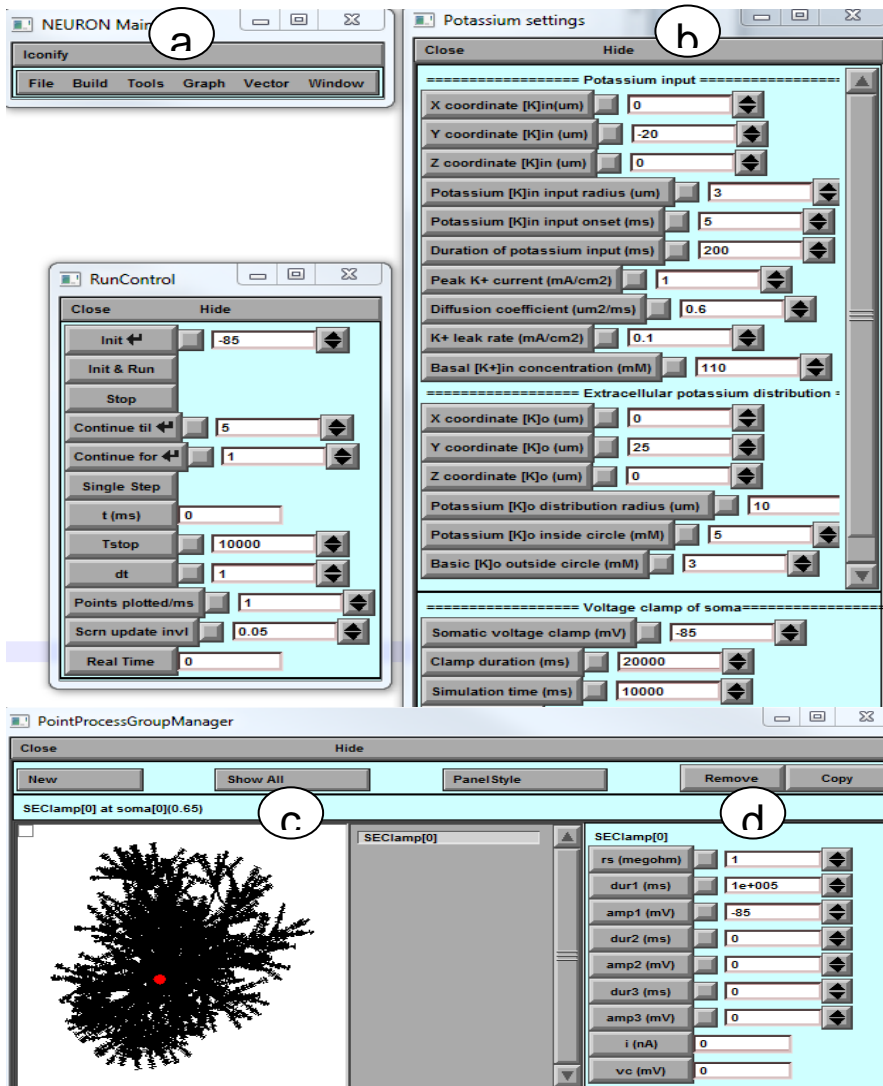 NEURON Main
a
Iconify
File Build Tools Graph Vector Window
RunControl
Close Hide
Init -85
Init & Run
Stop
Continue til 5
Continue for 1
Single Step
t (ms) 0
Tstop 10000
dt 1
Points plotted/ms 1
Scrn update invl 0.05
Real Time 0
Potassium settings
b
Close Hide
================== Potassium input ==================
X coordinate [K]in(um) 0
Y coordinate [K]in (um) -20
Z coordinate [K]in (um) 0
Potassium [K]in input radius (um) 3
Potassium [K]in input onset (ms) 5
Duration of potassium input (ms) 200
Peak K+ current (mA/cm2) 1
Diffusion coefficient (um2/ms) 0.6
K+ leak rate (mA/cm2) 0.1
Basal [K+]in concentration (mM) 110
================== Extracellular potassium distribution =
X coordinate [K]o (um) 0
Y coordinate [K]o (um) 25
Z coordinate [K]o (um) 0
Potassium [K]o distribution radius (um) 10
Potassium [K]o inside circle (mM) 5
Basic [K]o outside circle (mM) 3
================== Voltage clamp of soma==================
Somatic voltage clamp (mV) -85
Clamp duration (ms) 20000
Simulation time (ms) 10000
PointProcessGroupManager
Close Hide
New Show All PanelStyle Remove Copy
SEClamp[0] at soma[0](0.65)
c
d
SEClamp[0]
SEClamp[0]
rs (megohm) 1
dur1 (ms) 1e+005
amp1 (mV) -85
dur2 (ms) 0
amp2 (mV) 0
dur3 (ms) 0
amp3 (mV) 0
i (nA) 0
vc (mV) 0